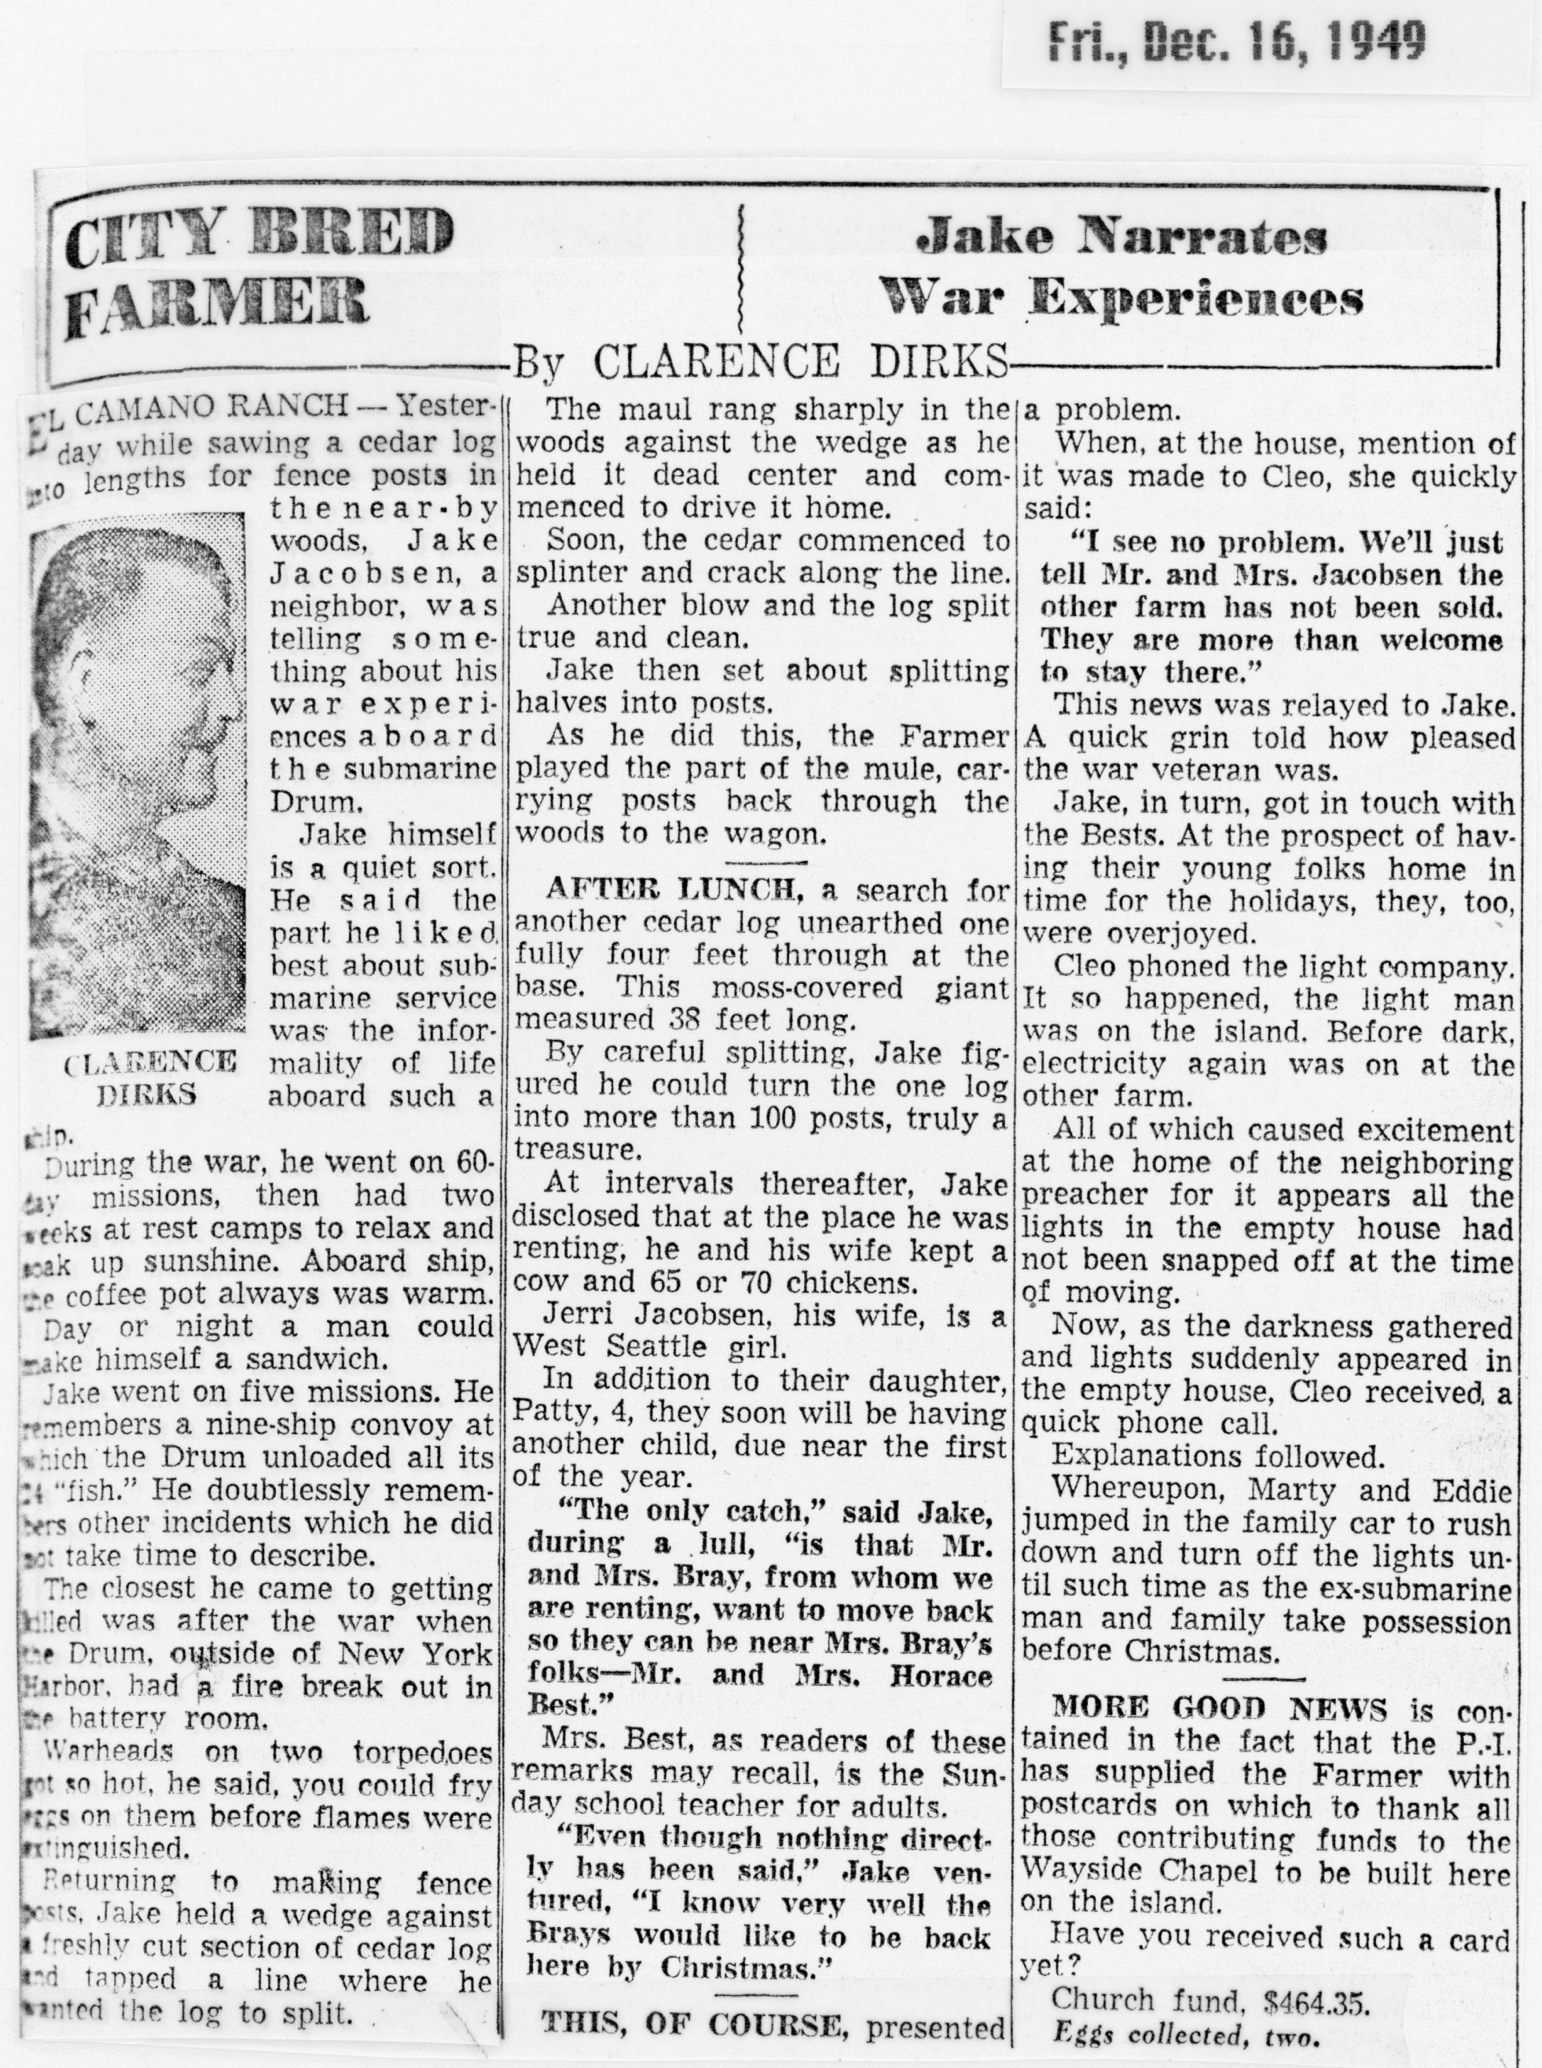 Fri., Dec. 16, 1949
CITY BRED
FARMER
Jake Narrates
War Experiences
By CLARENCE DIRKS
EL CAMANO RANCH — Yester-
day while sawing a cedar log
into lengths for fence posts in
the near-by
woods, Jake
Jacobsen, a
neighbor, was
telling some-
thing about his
war experi-
ences aboard
the submarine
Drum.
Jake himself
is a quiet sort.
He said the
part he liked
best about sub-
marine service
was the infor-
mality of life
aboard such a
CLARENCE
DIRKS
ship.
During the war, he went on 60-
day missions, then had two
weeks at rest camps to relax and
soak up sunshine. Aboard ship,
the coffee pot always was warm.
Day or night a man could
make himself a sandwich.
Jake went on five missions. He
remembers a nine-ship convoy at
which the Drum unloaded all its
24 "fish." He doubtlessly remem-
bers other incidents which he did
not take time to describe.
The closest he came to getting
killed was after the war when
the Drum, outside of New York
Harbor, had a fire break out in
the battery room.
Warheads on two torpedoes
got so hot, he said, you could fry
eggs on them before flames were
extinguished.
Returning to making fence
posts, Jake held a wedge against
a freshly cut section of cedar log
and tapped a line where he
wanted the log to split.
The maul rang sharply in the
woods against the wedge as he
held it dead center and com-
menced to drive it home.
Soon, the cedar commenced to
splinter and crack along the line.
Another blow and the log split
true and clean.
Jake then set about splitting
halves into posts.
As he did this, the Farmer
played the part of the mule, car-
rying posts back through the
woods to the wagon.
AFTER LUNCH, a search for
another cedar log unearthed one
fully four feet through at the
base. This moss-covered giant
measured 38 feet long.
By careful splitting, Jake fig-
ured he could turn the one log
into more than 100 posts, truly a
treasure.
At intervals thereafter, Jake
disclosed that at the place he was
renting, he and his wife kept a
cow and 65 or 70 chickens.
Jerri Jacobsen, his wife, is a
West Seattle girl.
In addition to their daughter,
Patty, 4, they soon will be having
another child, due near the first
of the year.
"The only catch," said Jake,
during a lull, "is that Mr.
and Mrs. Bray, from whom we
are renting, want to move back
so they can be near Mrs. Bray's
folks—Mr. and Mrs. Horace
Best."
Mrs. Best, as readers of these
remarks may recall, is the Sun-
day school teacher for adults.
"Even though nothing direct-
ly has been said," Jake ven-
tured, "I know very well the
Brays would like to be back
here by Christmas."
THIS, OF COURSE, presented
a problem.
When, at the house, mention of
it was made to Cleo, she quickly
said:
"I see no problem. We'll just
tell Mr. and Mrs. Jacobsen the
other farm has not been sold.
They are more than welcome
to stay there."
This news was relayed to Jake.
A quick grin told how pleased
the war veteran was.
Jake, in turn, got in touch with
the Bests. At the prospect of hav-
ing their young folks home in
time for the holidays, they, too,
were overjoyed.
Cleo phoned the light company.
It so happened, the light man
was on the island. Before dark,
electricity again was on at the
other farm.
All of which caused excitement
at the home of the neighboring
preacher for it appears all the
lights in the empty house had
not been snapped off at the time
of moving.
Now, as the darkness gathered
and lights suddenly appeared in
the empty house, Cleo received a
quick phone call.
Explanations followed.
Whereupon, Marty and Eddie
jumped in the family car to rush
down and turn off the lights un-
til such time as the ex-submarine
man and family take possession
before Christmas.
MORE GOOD NEWS is con-
tained in the fact that the P.-I.
has supplied the Farmer with
postcards on which to thank all
those contributing funds to the
Wayside Chapel to be built here
on the island.
Have you received such a card
yet?
Church fund, $464.35.
Eggs collected, two.